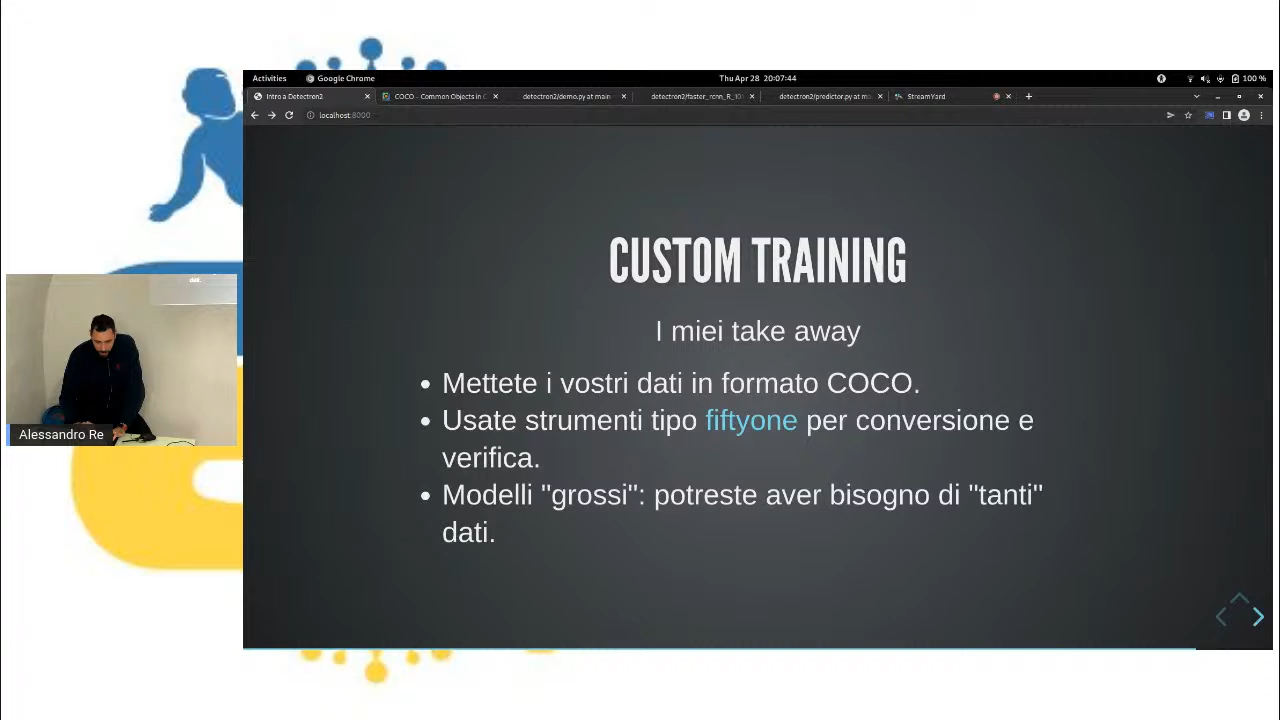 Activities Google Chrome Thu Apr 28 20:07:44 100 %
Intro a Detectron2 COCO - Common Objects in C detectron2/demo.py at main detectron2/faster_rcnn_R_10 detectron2/predictor.py at m StreamYard
localhost:8000
CUSTOM TRAINING
I miei take away
• Mettete i vostri dati in formato COCO.
• Usate strumenti tipo fiftyone per conversione e
verifica.
• Modelli "grossi": potreste aver bisogno di "tanti"
dati.
Alessandro Re